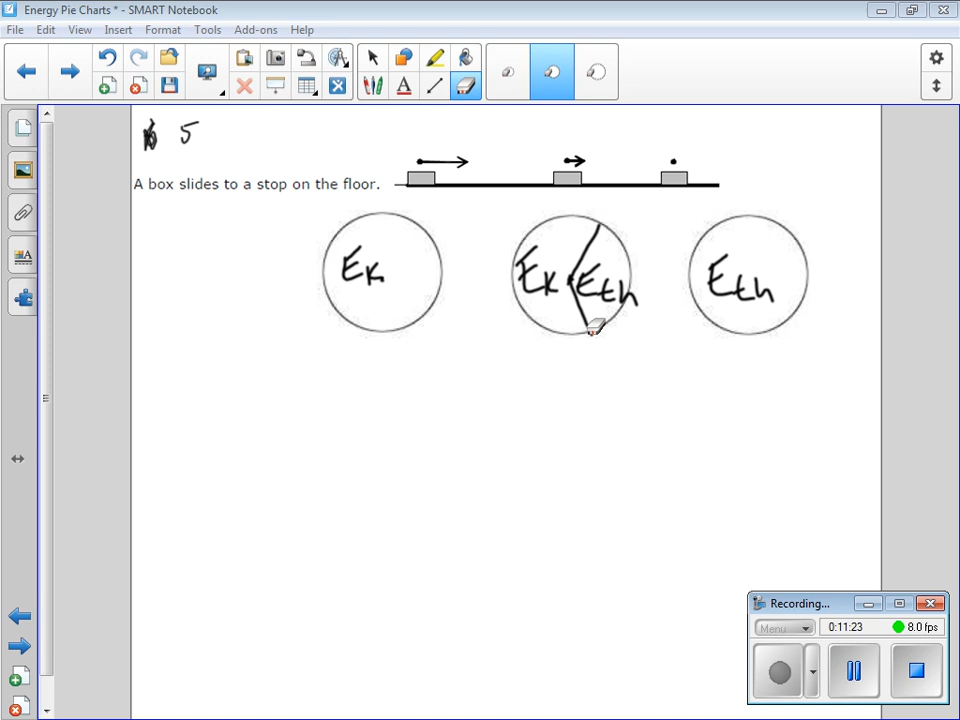 Energy Pie Charts * - SMART Notebook
File Edit View Insert Format Tools Add-ons Help
5
A box slides to a stop on the floor.
Ek
Ek Eth
Eth
Recording...
Menu
0:11:23
8.0 fps